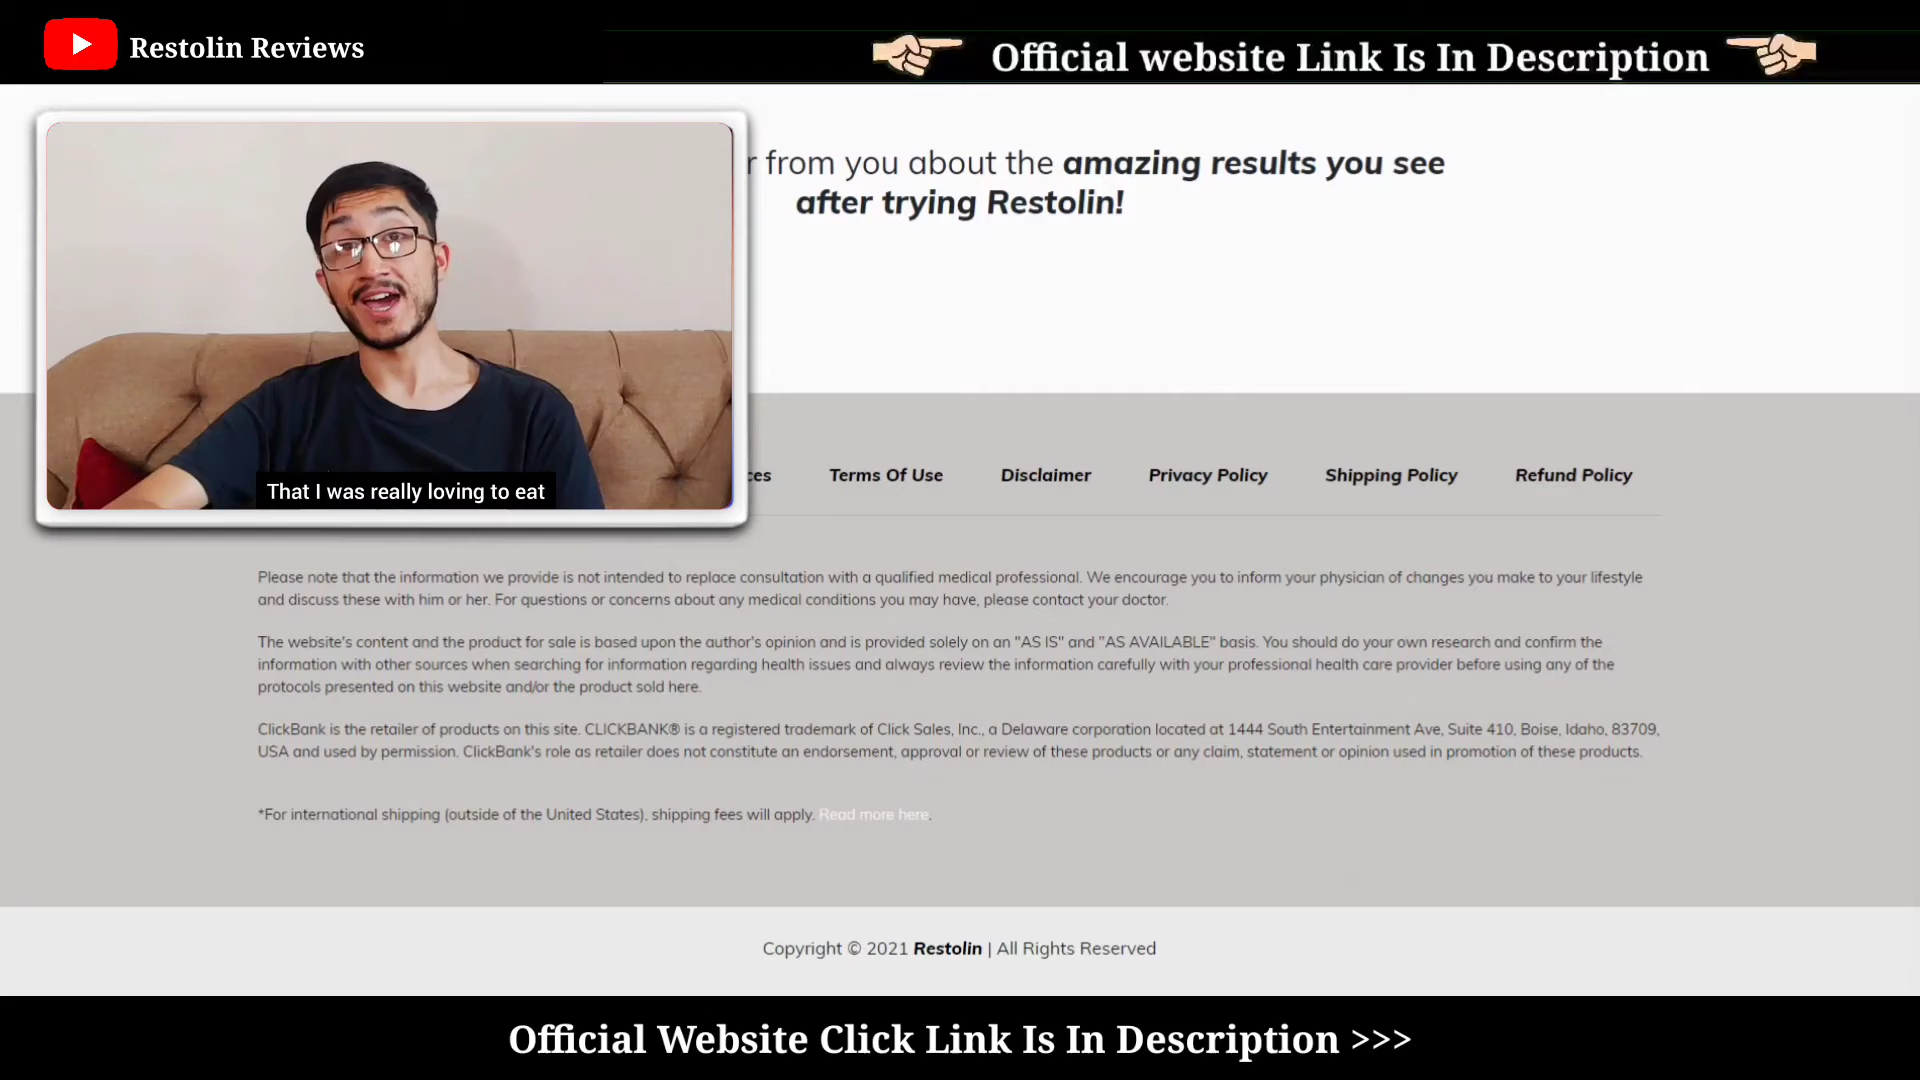 Restolin Reviews
Official website Link Is In Description
from you about the amazing results you see
after trying Restolin!
That I was really loving to eat
Terms Of Use
Disclaimer
Privacy Policy
Shipping Policy
Refund Policy
Please note that the information we provide is not intended to replace consultation with a qualified medical professional. We encourage you to inform your physician of changes you make to your lifestyle
and discuss these with him or her. For questions or concerns about any medical conditions you may have, please contact your doctor.
The website's content and the product for sale is based upon the author's opinion and is provided solely on an "AS IS" and "AS AVAILABLE" basis. You should do your own research and confirm the
information with other sources when searching for information regarding health issues and always review the information carefully with your professional health care provider before using any of the
protocols presented on this website and/or the product sold here.
ClickBank is the retailer of products on this site. CLICKBANK® is a registered trademark of Click Sales, Inc., a Delaware corporation located at 1444 South Entertainment Ave, Suite 410, Boise, Idaho, 83709,
USA and used by permission. ClickBank's role as retailer does not constitute an endorsement, approval or review of these products or any claim, statement or opinion used in promotion of these products.
*For international shipping (outside of the United States), shipping fees will apply. Read more here.
Copyright © 2021 Restolin | All Rights Reserved
Official Website Click Link Is In Description >>>